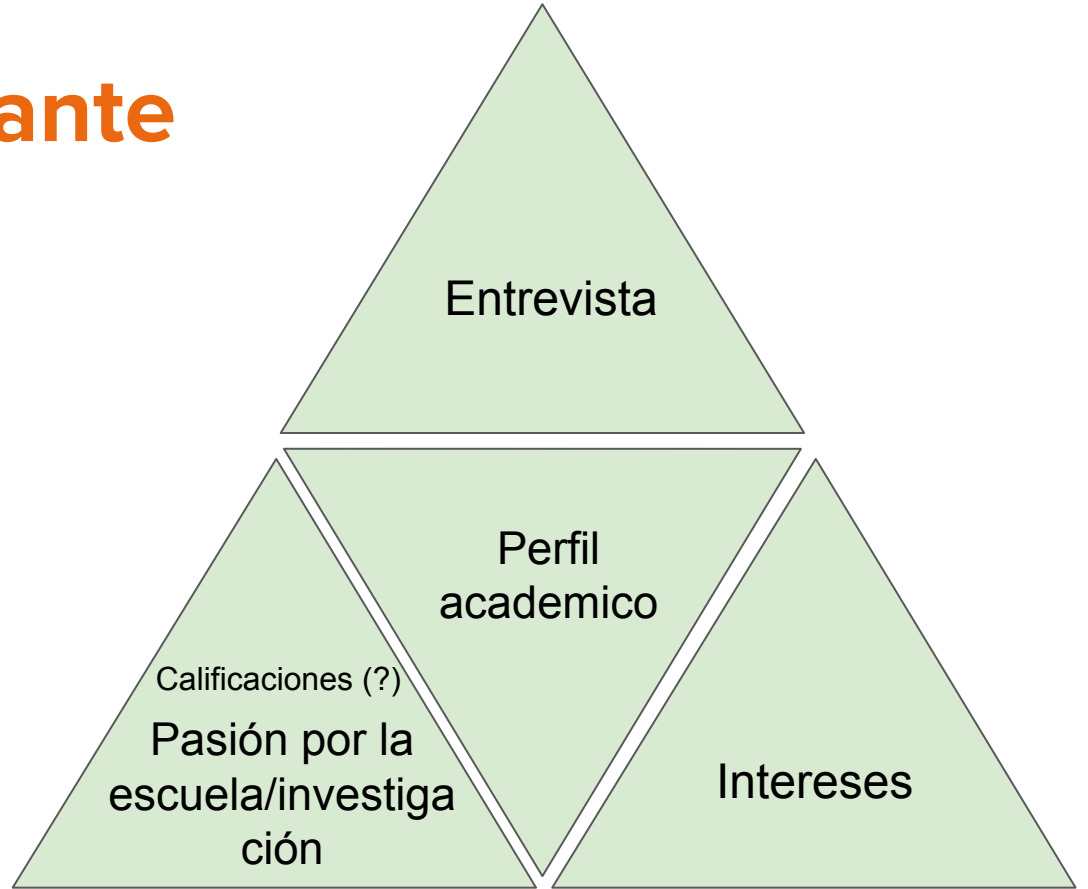 ante
Entrevista
Perfil
academico
Calificaciones (?)
Pasión por la
escuela/investiga
ción
Intereses